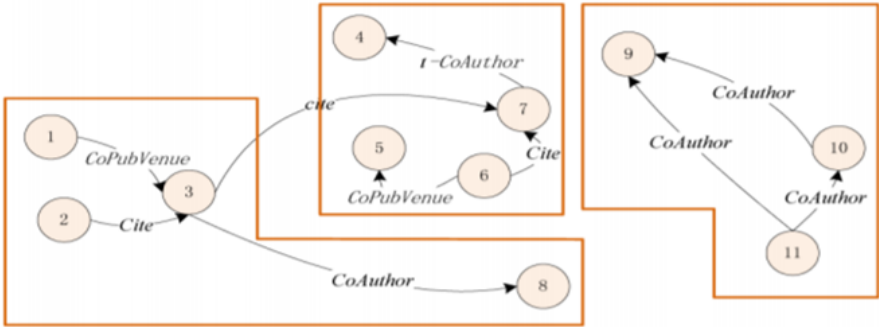 4
t-CoAuthor
9
CoAuthor
cite
7
1
CoPubVenue
5
Cite
6
CoPubVenue
CoAuthor
10
CoAuthor
3
2
Cite
11
CoAuthor
8